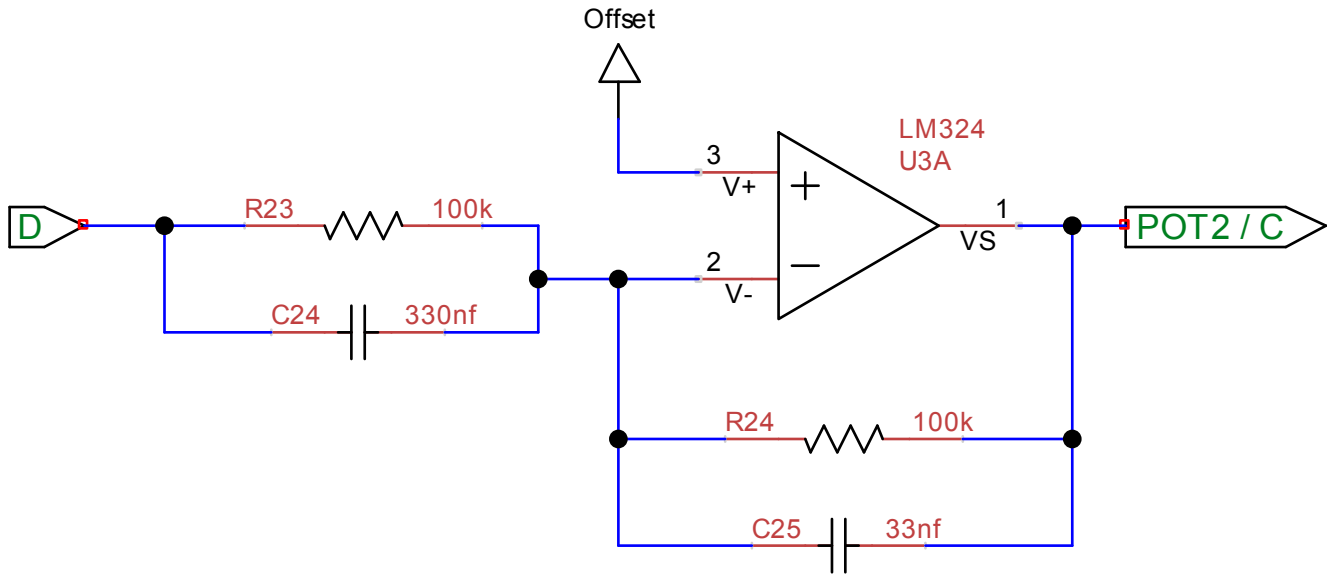 Offset
LM324
U3A
3
V+
1
VS
D
R23 100k
POT2 / C
2
V-
C24 330nf
R24 100k
C25 33nf